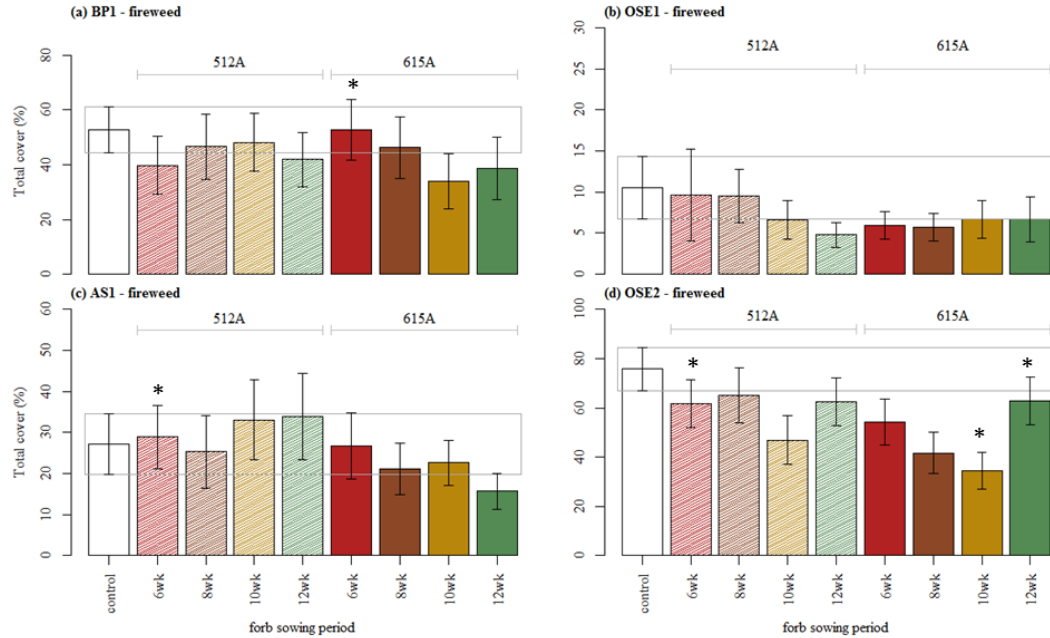 (a) BP1 - fireweed
(b) OSE1 - fireweed
Total cover (%)
0
20
40
60
80
512A
615A
*
0
5
10
15
20
25
30
512A
615A
(c) AS1 - fireweed
(d) OSE2 - fireweed
Total cover (%)
0
10
20
30
40
50
60
512A
615A
*
control
6wk
8wk
10wk
12wk
6wk
8wk
10wk
12wk
forb sowing period
0
20
40
60
80
100
512A
615A
*
*
*
control
6wk
8wk
10wk
12wk
6wk
8wk
10wk
12wk
forb sowing period